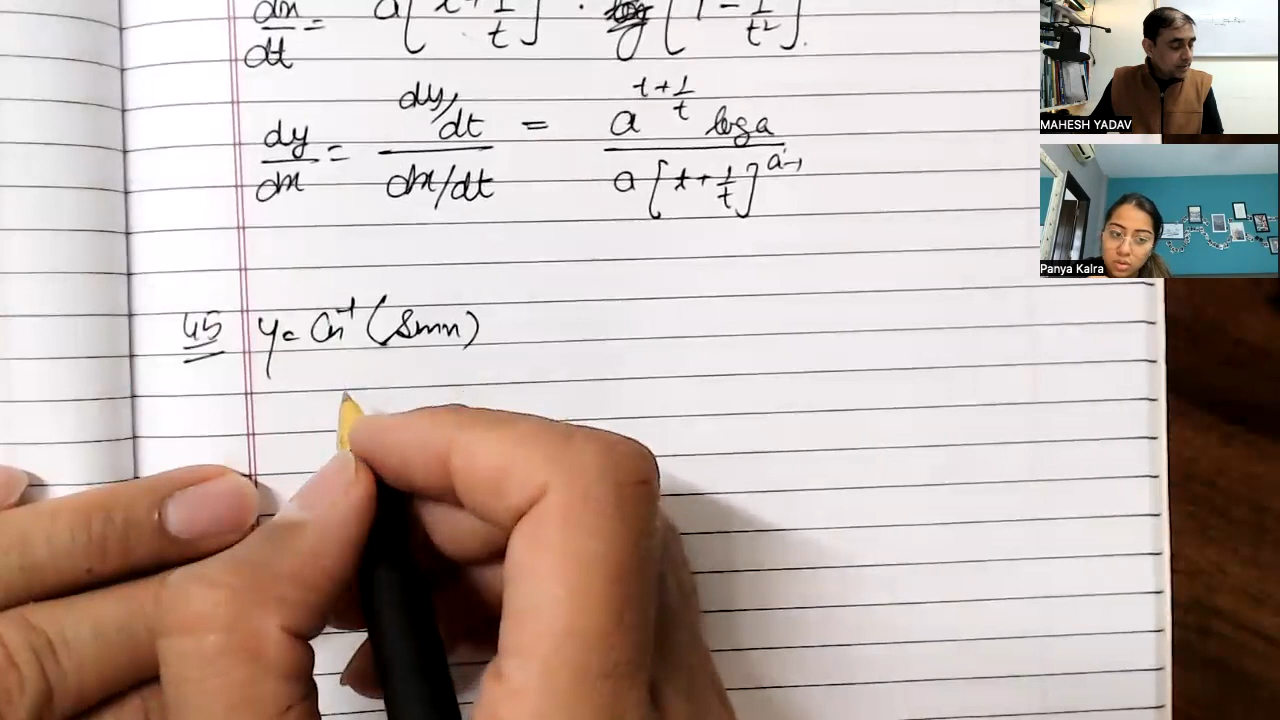 dx/dt = a[t+1/t] · [1 - 1/t²].
dy/dx = dy/dt / dx/dt = a^(t+1/t) log a / a[t+1/t]^(a-1)
45 y = Cos⁻¹(Sinx)
MAHESH YADAV
Panya Kalra